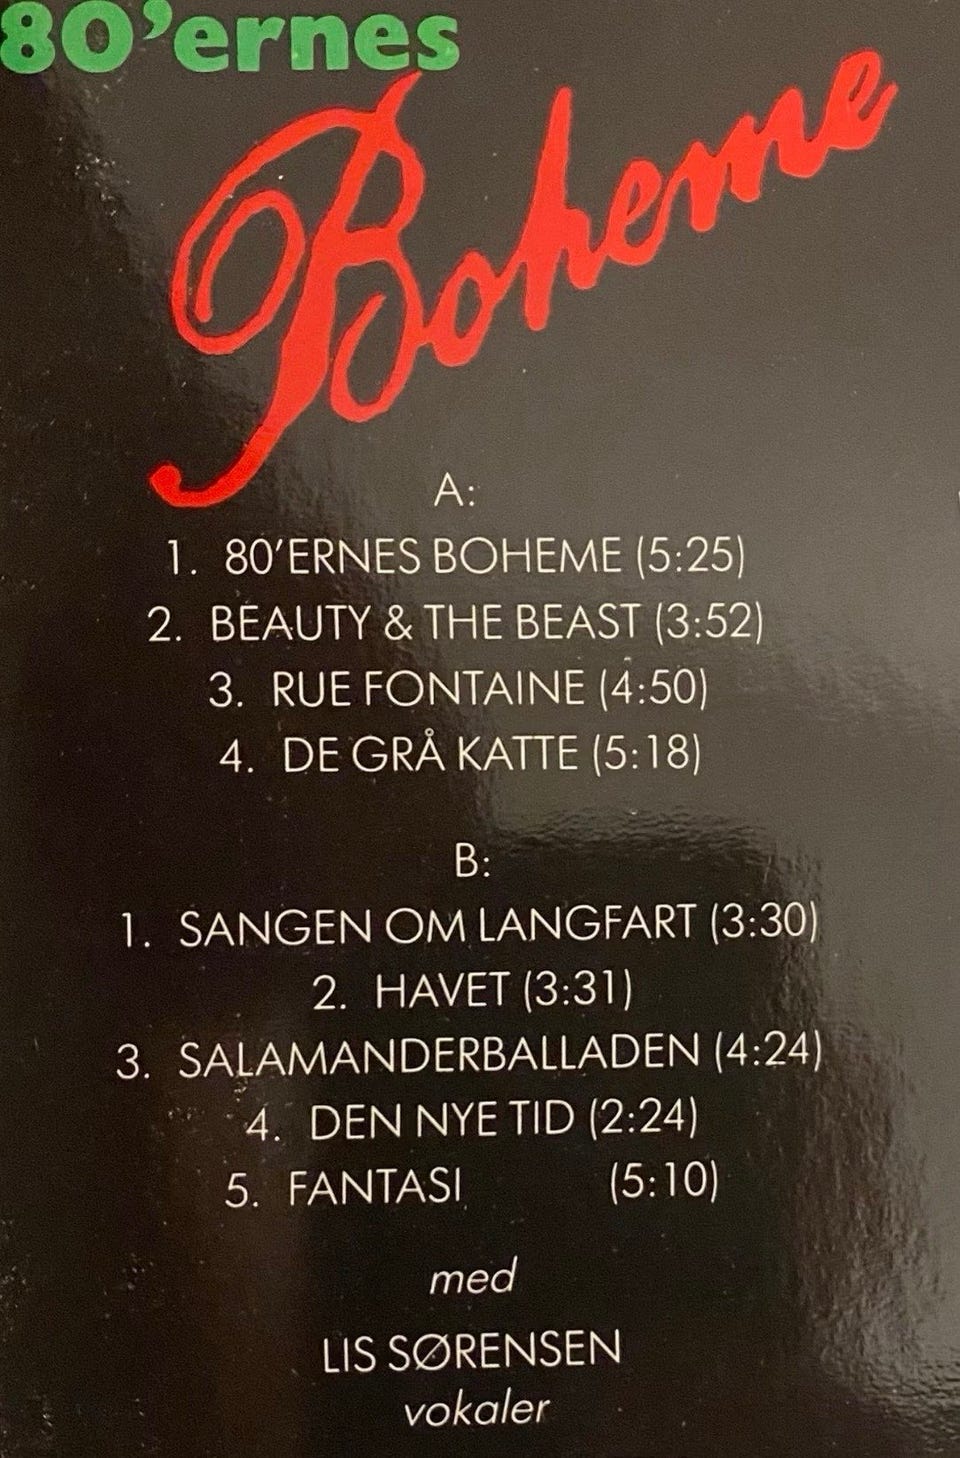 80'ernes
Boheme
A:
1. 80'ERNES BOHEME (5:25)
2. BEAUTY & THE BEAST (3:52)
3. RUE FONTAINE (4:50)
4. DE GRÅ KATTE (5:18)
B:
1. SANGEN OM LANGFART (3:30)
2. HAVET (3:31)
3. SALAMANDERBALLADEN (4:24)
4. DEN NYE TID (2:24)
5. FANTASI (5:10)
med
LIS SØRENSEN
vokaler